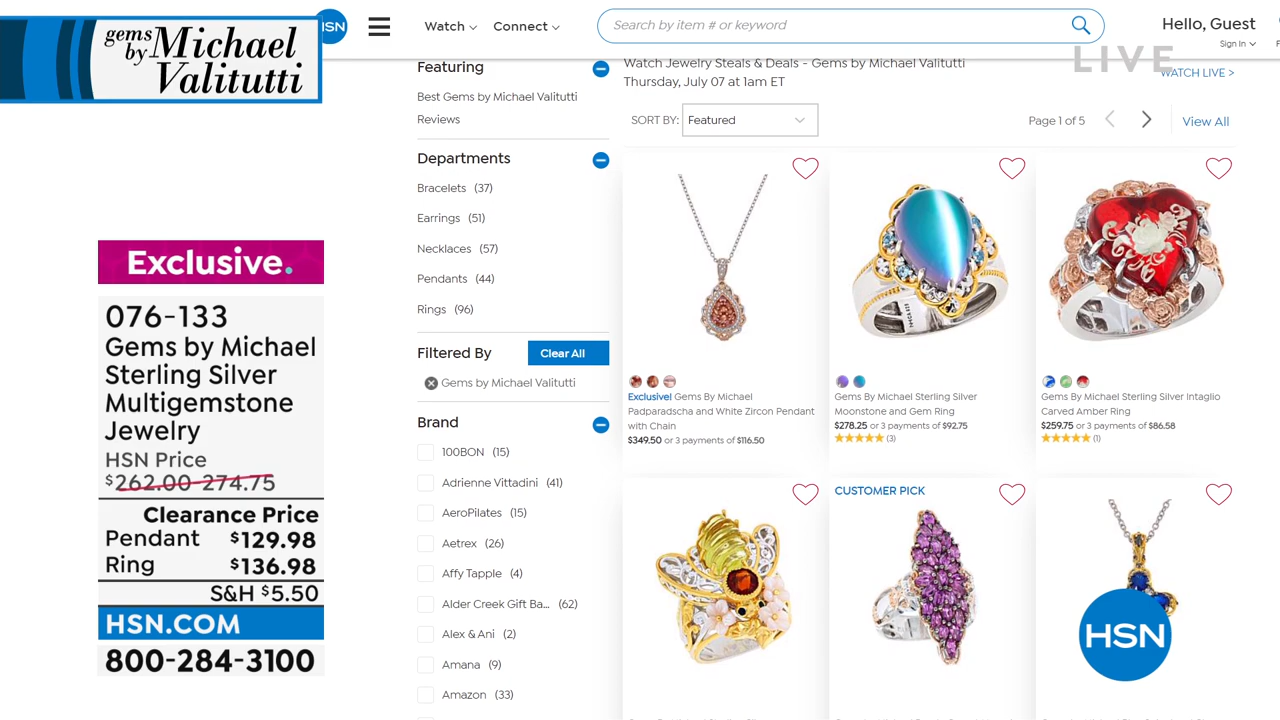 gems
by Michael
Valitutti
HSN
Watch
Connect
Search by item # or keyword
Hello, Guest
Sign In
LIVE
WATCH LIVE >
Featuring
Best Gems by Michael Valitutti
Reviews
Departments
Bracelets (37)
Earrings (51)
Necklaces (57)
Pendants (44)
Rings (96)
Filtered By
Clear All
Gems by Michael Valitutti
Brand
100BON (15)
Adrienne Vittadini (41)
AeroPilates (15)
Aetrex (26)
Affy Tapple (4)
Alder Creek Gift Ba... (62)
Alex & Ani (2)
Amana (9)
Amazon (33)
Watch Jewelry Steals & Deals - Gems by Michael Valitutti
Thursday, July 07 at 1am ET
SORT BY: Featured
Page 1 of 5
View All
Exclusive! Gems By Michael
Padparadscha and White Zircon Pendant
with Chain
$349.50 or 3 payments of $116.50
Gems By Michael Sterling Silver
Moonstone and Gem Ring
$278.25 or 3 payments of $92.75
(3)
Gems By Michael Sterling Silver Intaglio
Carved Amber Ring
$259.75 or 3 payments of $86.58
(1)
CUSTOMER PICK
HSN
Exclusive.
076-133
Gems by Michael
Sterling Silver
Multigemstone
Jewelry
HSN Price
$262.00-274.75
Clearance Price
Pendant $129.98
Ring $136.98
S&H $5.50
HSN.COM
800-284-3100